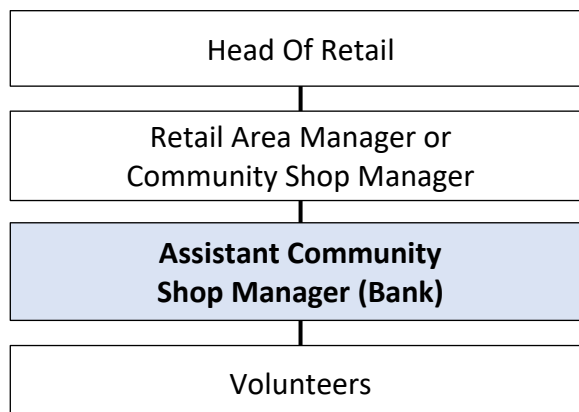 Head Of Retail
Retail Area Manager or
Community Shop Manager
Assistant Community
Shop Manager (Bank)
Volunteers